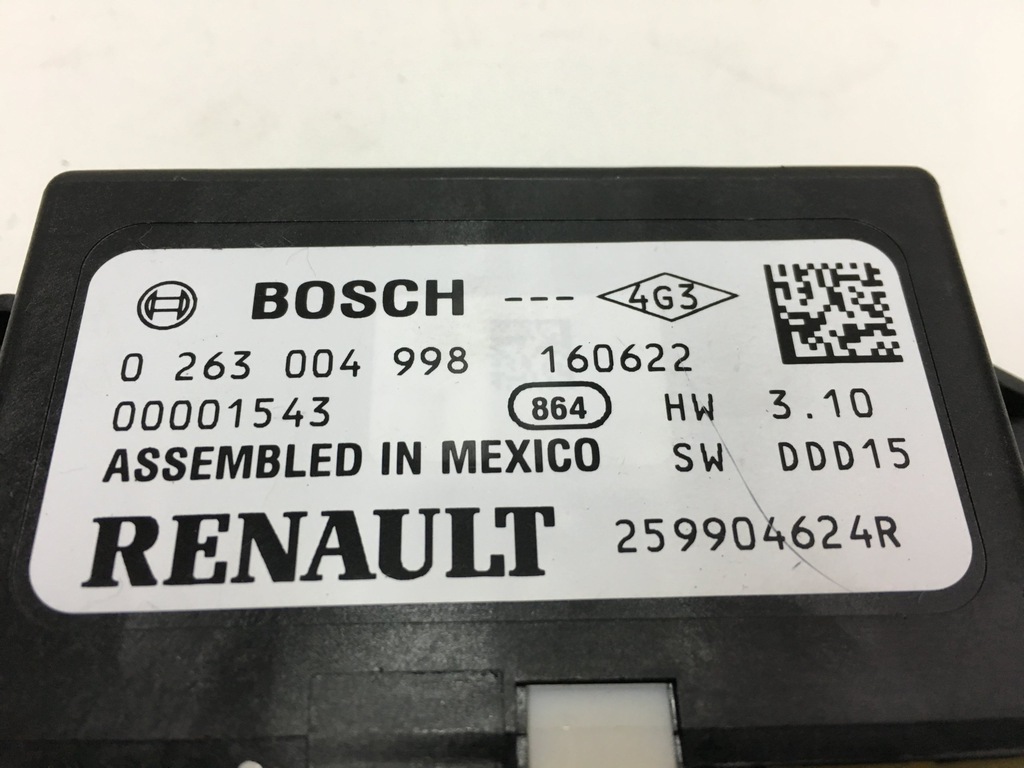 BOSCH --- 4G3
0 263 004 998 160622
00001543 864 HW 3.10
ASSEMBLED IN MEXICO SW DDD15
RENAULT 259904624R